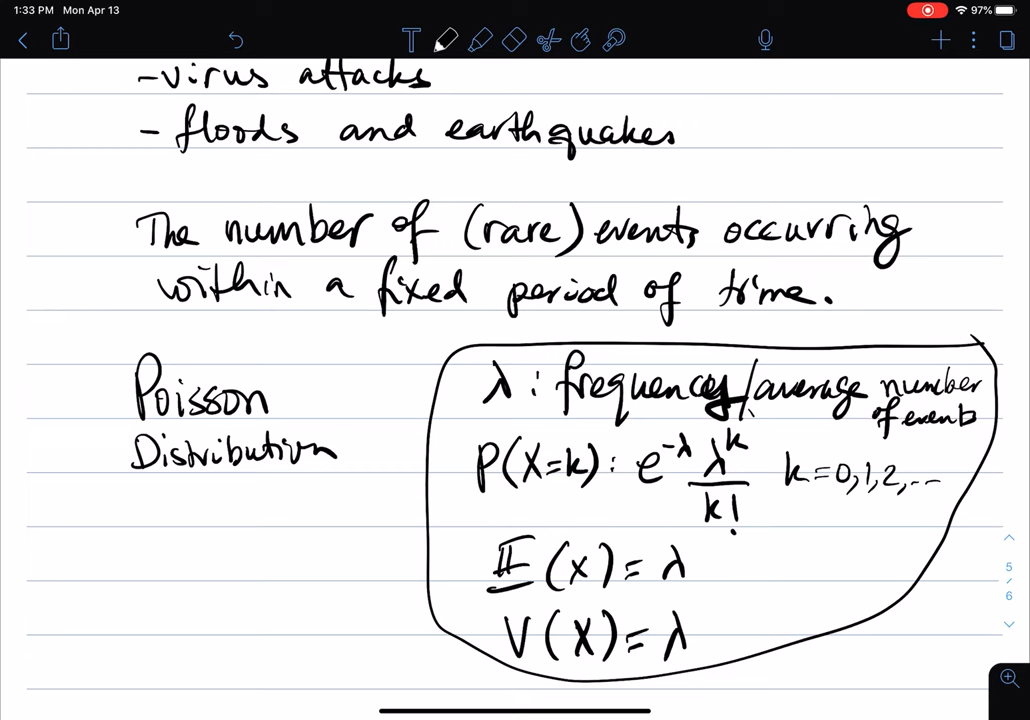 1:33 PM Mon Apr 13
97%
-virus attacks
- floods and earthquakes
The number of (rare) events occurring
within a fixed period of time.
Poisson
Distribution
λ : frequency/average number
of events
P(X=k) : e^-λ λ^k/k! k=0,1,2,...
E(X) = λ
V(X) = λ
5/6